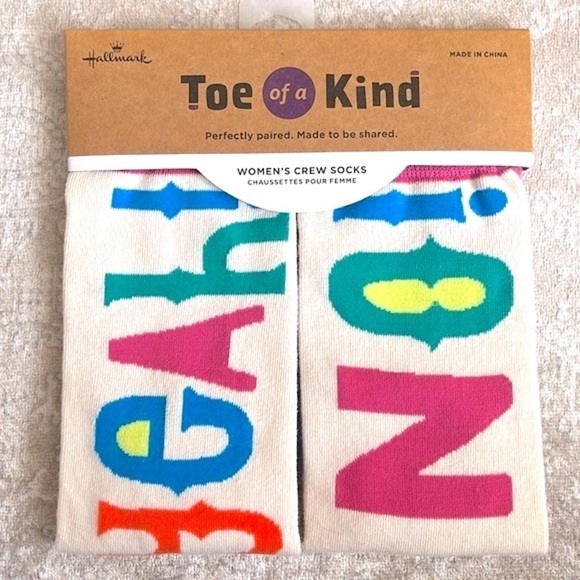 Hallmark
MADE IN CHINA
Toe of a Kind
Perfectly paired. Made to be shared.
WOMEN'S CREW SOCKS
CHAUSSETTES POUR FEMME
yeAh!
NO!